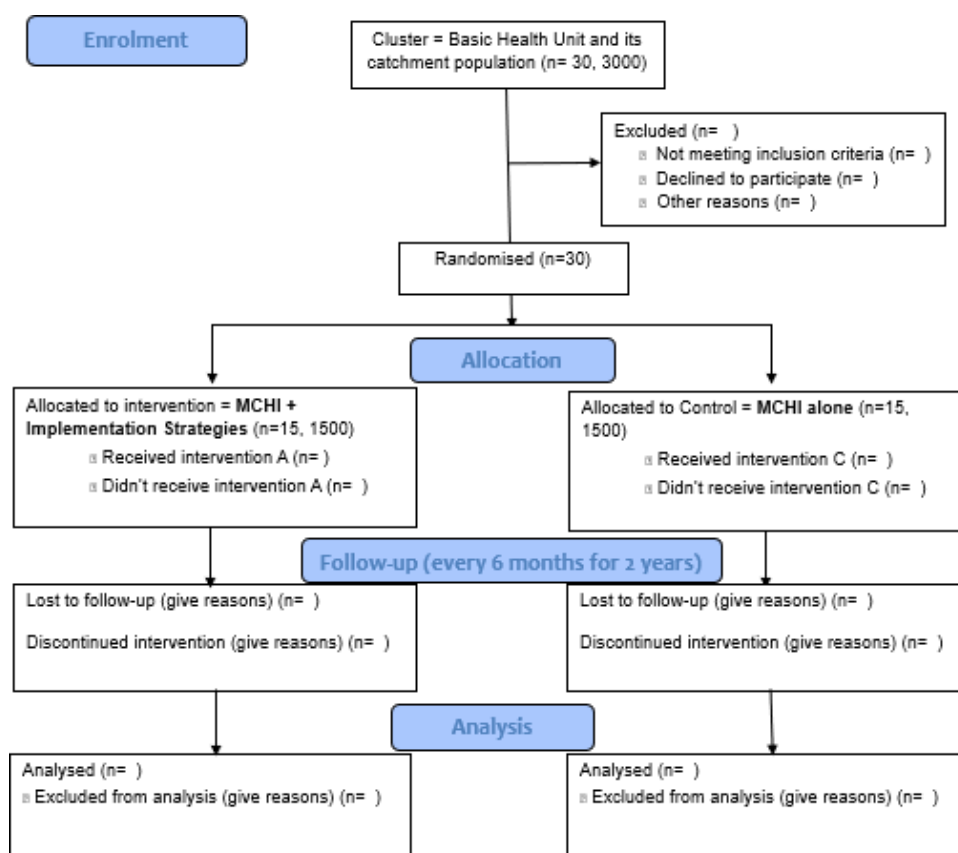 Enrolment
Cluster = Basic Health Unit and its
catchment population (n= 30, 3000)
Excluded (n=  )
Not meeting inclusion criteria (n=  )
Declined to participate (n=  )
Other reasons (n=  )
Randomised (n=30)
Allocation
Allocated to intervention = MCHI +
Implementation Strategies (n=15, 1500)
Received intervention A (n=  )
Didn't receive intervention A (n=  )
Allocated to Control = MCHI alone (n=15,
1500)
Received intervention C (n=  )
Didn't receive intervention C (n=  )
Follow-up (every 6 months for 2 years)
Lost to follow-up (give reasons) (n=  )
Discontinued intervention (give reasons) (n=  )
Lost to follow-up (give reasons) (n=  )
Discontinued intervention (give reasons) (n=  )
Analysis
Analysed (n=  )
Excluded from analysis (give reasons) (n=  )
Analysed (n=  )
Excluded from analysis (give reasons) (n=  )